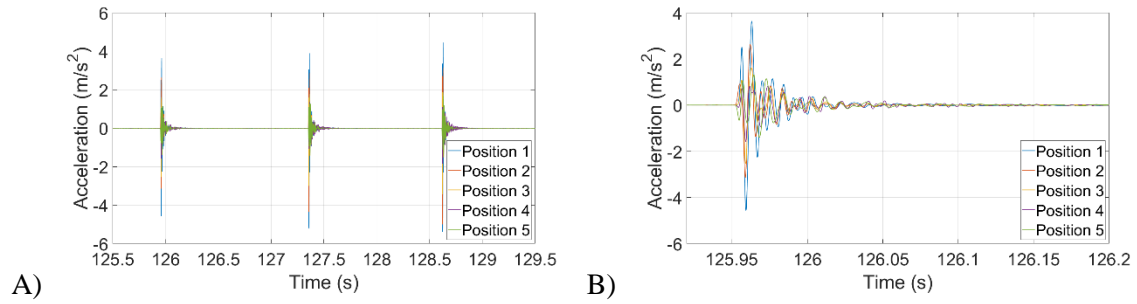 6
4
2
0
-2
-4
-6
Acceleration (m/s²)
125.5 126 126.5 127 127.5 128 128.5 129 129.5
Time (s)
Position 1
Position 2
Position 3
Position 4
Position 5
A)
4
2
0
-2
-4
-6
Acceleration (m/s²)
125.95 126 126.05 126.1 126.15 126.2
Time (s)
Position 1
Position 2
Position 3
Position 4
Position 5
B)